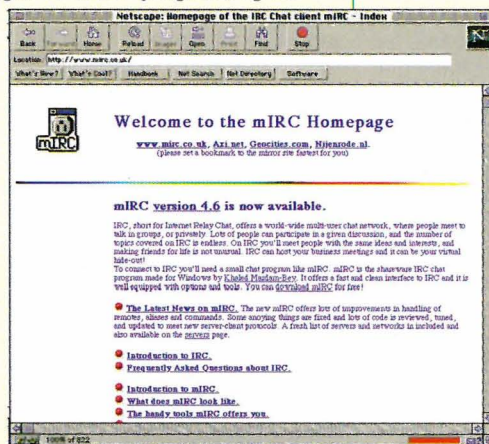 Netscape: Homepage of the IRC Chat client mIRC - Index
Back Forward Home Reload Images Open Print Find Stop
Location: http://www.mirc.co.uk/
What's New? What's Cool? Handbook Net Search Net Directory Software
mIRC
Welcome to the mIRC Homepage
www.mirc.co.uk, Axi.net, Geocities.com, Nijenrode.nl.
(please set a bookmark to the mirror site fastest for you)
mIRC version 4.6 is now available.
IRC, short for Internet Relay Chat, offers a world-wide multi-user chat network, where people meet to
talk in groups, or privately. Lots of people can participate in a given discussion, and the number of
topics covered on IRC is endless. On IRC you'll meet people with the same ideas and interests, and
making friends for life is not unusual. IRC can host your business meetings and it can be your virtual
hide-out!
To connect to IRC you'll need a small chat program like mIRC. mIRC is the shareware IRC chat
program made for Windows by Khaled Mardam-Bey. It offers a fast and clean interface to IRC and it is
well equipped with options and tools. You can download mIRC for free!
The Latest News on mIRC. The new mIRC offers lots of improvements in handling of
remotes, aliases and commands. Some anoying things are fixed and lots of code is reviewed, tuned,
and updated to meet new server-client protocols. A fresh list of servers and networks in included and
also available on the servers page.
Introduction to IRC.
Frequently Asked Questions about IRC.
Introduction to mIRC.
What does mIRC look like.
The handy tools mIRC offers you.
100% of 822